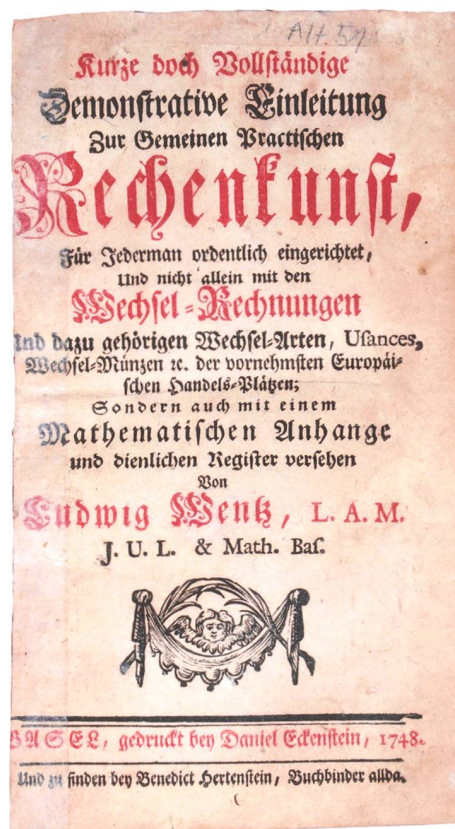 Alt. 51
Kurze doch Vollständige
Demonstrative Einleitung
Zur Gemeinen Practischen
Rechenkunst,
Für Jederman ordentlich eingerichtet,
Und nicht allein mit den
Wechsel-Rechnungen
Und dazu gehörigen Wechsel-Arten, Uſances,
Wechſel-Münzen ꝛc. der vornehmſten Europäi-
ſchen Handels-Plätzen;
Sondern auch mit einem
Mathematiſchen Anhange
und dienlichen Regiſter verſehen
Von
Ludwig Wentz, L. A. M.
J. U. L. & Math. Baſ.
BASEL, gedruckt bey Daniel Eckenſtein, 1748.
Und zu finden bey Benedict Hertenſtein, Buchbinder allda.